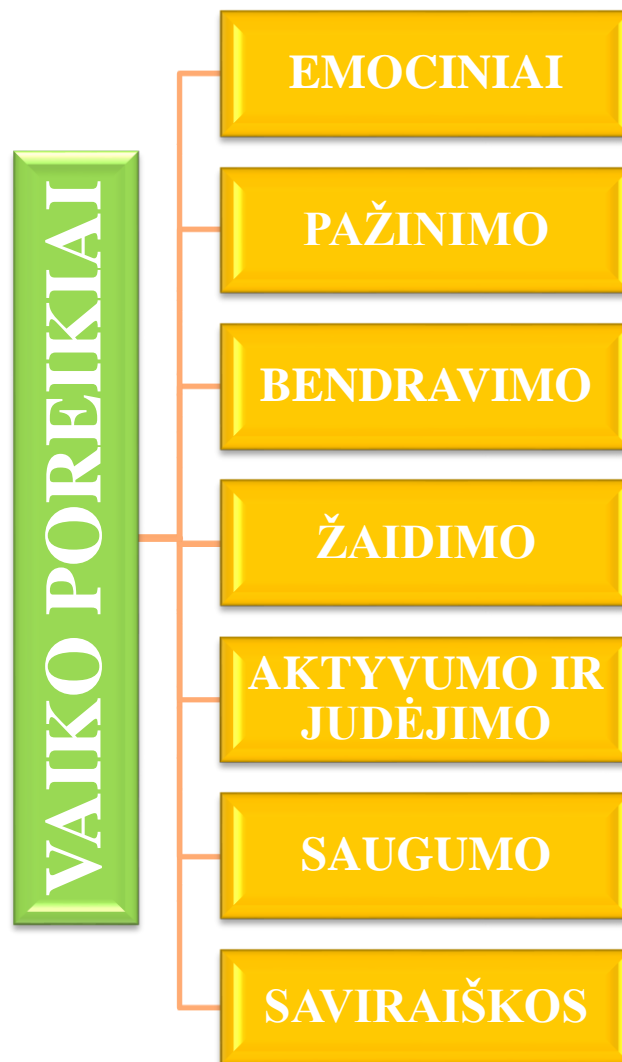 VAIKO POREIKIAI
EMOCINIAI
PAŽINIMO
BENDRAVIMO
ŽAIDIMO
AKTYVUMO IR
JUDĖJIMO
SAUGUMO
SAVIRAIŠKOS